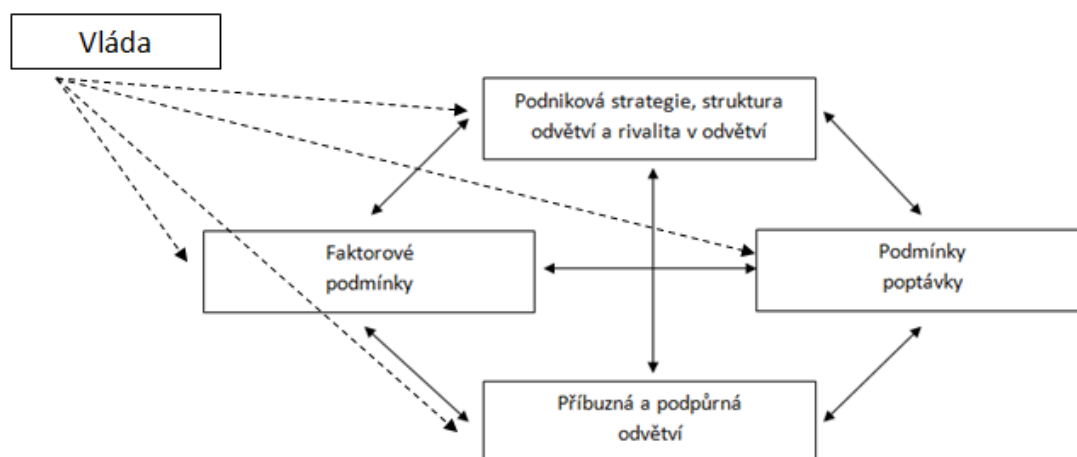 Vláda
Podniková strategie, struktura
odvětví a rivalita v odvětví
Faktorové
podmínky
Podmínky
poptávky
Příbuzná a podpůrná
odvětví